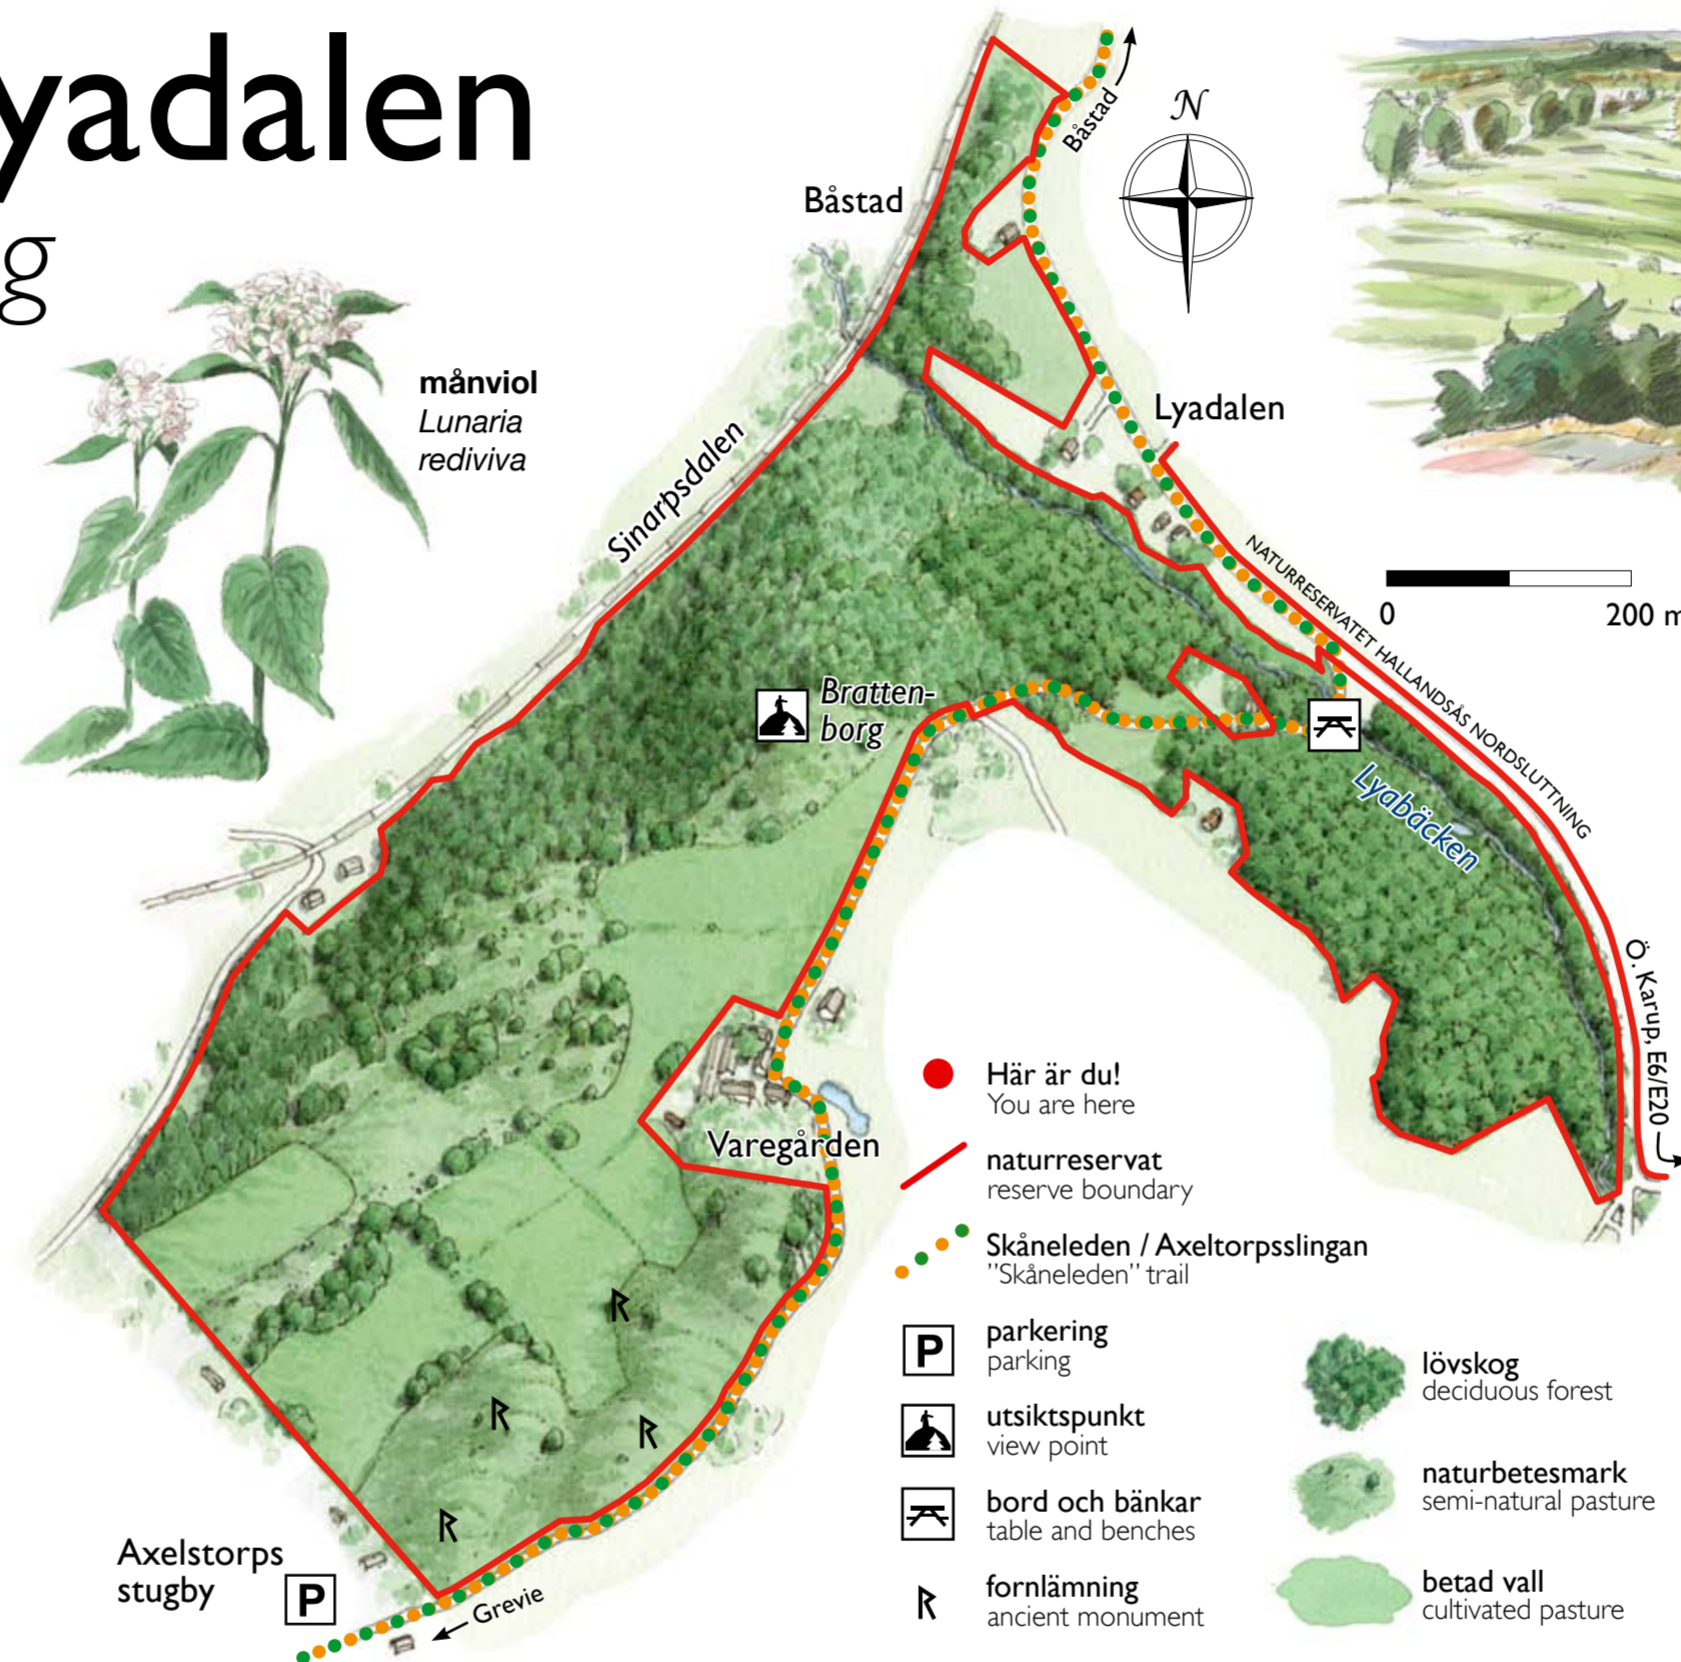 yadalen
g
månviol
Lunaria
rediviva
Båstad
Båstad
N
Sinarpsdalen
Lyadalen
NATURRESERVATET HALLANDSÅS NORDSLUTTNING
0 200 m
Bratten-
borg
Lyabäcken
Ö. Karup, E6/E20
Varegården
Axelstorps
stugby
P
Grevie
Här är du!
You are here
naturreservat
reserve boundary
Skåneleden / Axeltorpsslingan
"Skåneleden" trail
P
parkering
parking
utsiktspunkt
view point
bord och bänkar
table and benches
fornlämning
ancient monument
lövskog
deciduous forest
naturbetesmark
semi-natural pasture
betad vall
cultivated pasture